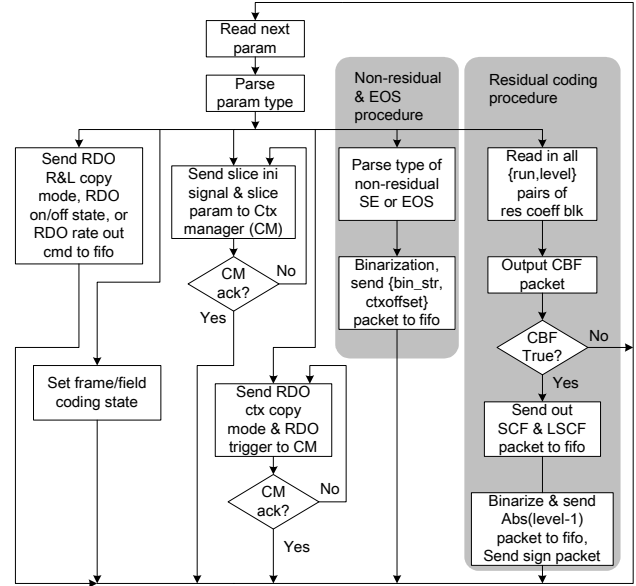 Read next
param
Parse
param type
Non-residual
& EOS
procedure
Residual coding
procedure
Send RDO
R&L copy
mode, RDO
on/off state, or
RDO rate out
cmd to fifo
Send slice ini
signal & slice
param to Ctx
manager (CM)
CM
ack?
No
Yes
Parse type of
non-residual
SE or EOS
Binarization,
send {bin_str,
ctxoffset}
packet to fifo
Read in all
{run,level}
pairs of
res coeff blk
Output CBF
packet
CBF
True?
No
Yes
Set frame/field
coding state
Send RDO
ctx copy
mode & RDO
trigger to CM
CM
ack?
No
Yes
Send out
SCF & LSCF
packet to fifo
Binarize & send
Abs(level-1)
packet to fifo,
Send sign packet